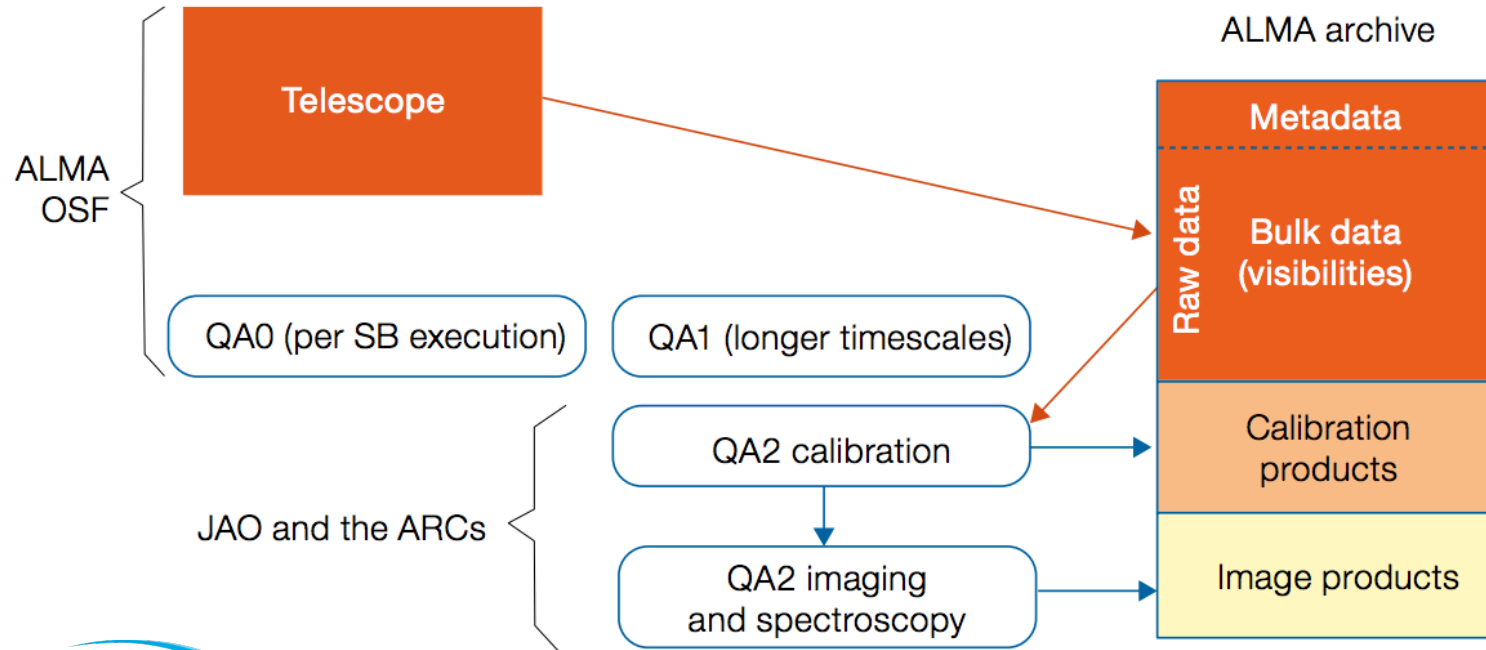 ALMA archive
Telescope
Metadata
ALMA
OSF
Raw data
Bulk data
(visibilities)
QA0 (per SB execution)
QA1 (longer timescales)
QA2 calibration
Calibration
products
JAO and the ARCs
QA2 imaging
and spectroscopy
Image products